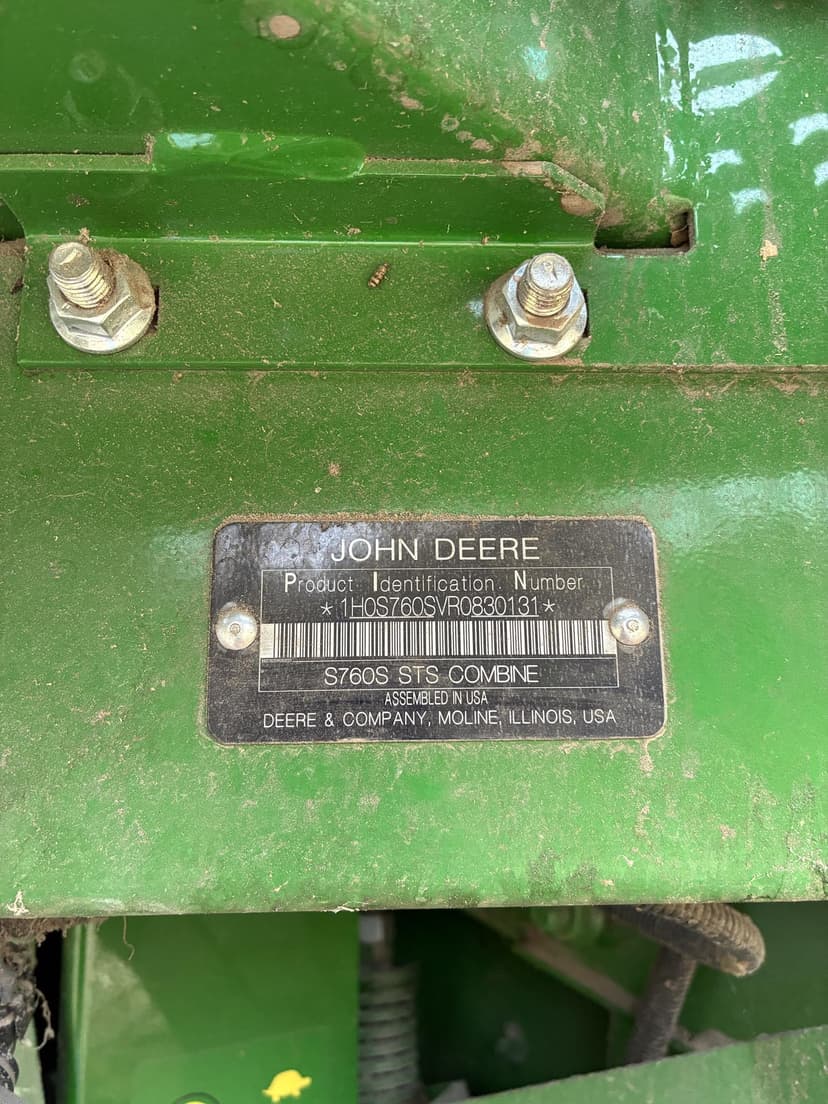 JOHN DEERE
Product Identification Number
*1H0S760SVR0830131*
S760S STS COMBINE
ASSEMBLED IN USA
DEERE & COMPANY, MOLINE, ILLINOIS, USA